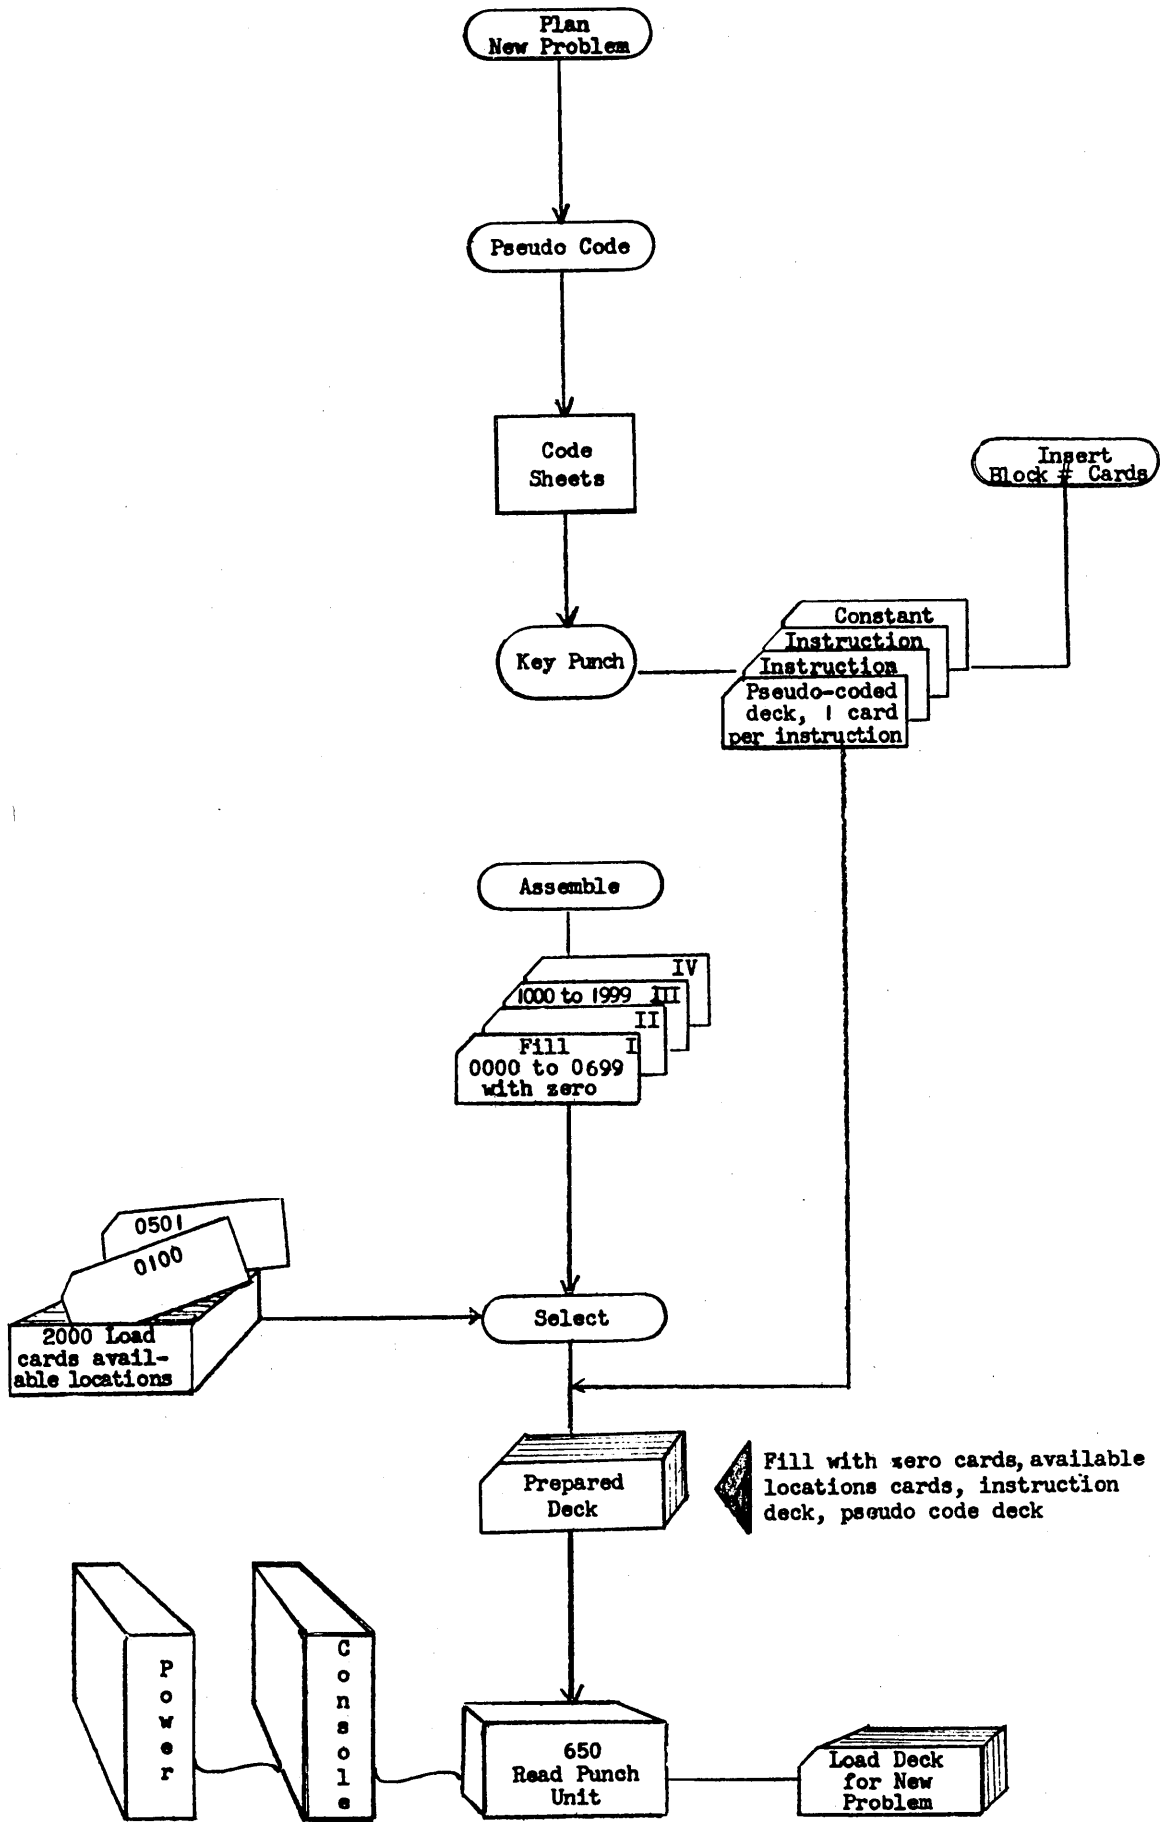 Plan
New Problem
Pseudo Code
Code
Sheets
Insert
Block # Cards
Key Punch
Constant
Instruction
Instruction
Pseudo-coded
deck, 1 card
per instruction
Assemble
IV
1000 to 1999 III
II
Fill I
0000 to 0699
with zero
0501
0100
2000 Load
cards avail-
able locations
Select
Prepared
Deck
Fill with zero cards, available
locations cards, instruction
deck, pseudo code deck
Power
Console
650
Read Punch
Unit
Load Deck
for New
Problem